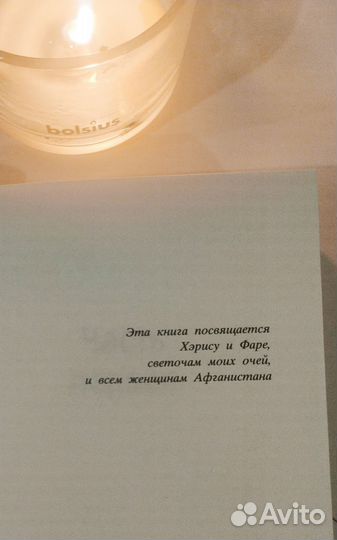 bolsius
Эта книга посвящается
Хэрису и Фаре,
светочам моих очей,
и всем женщинам Афганистана
Avito